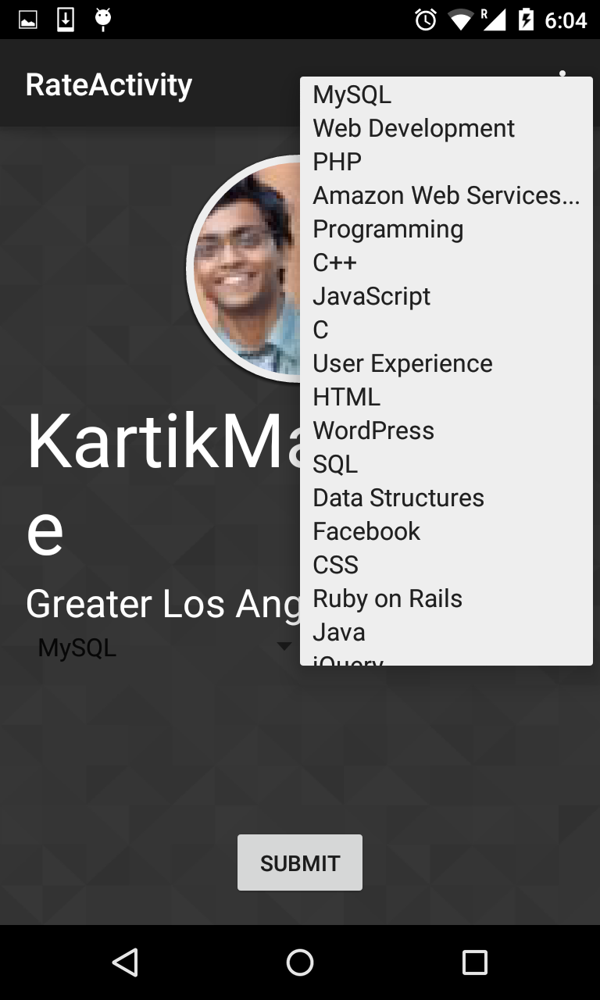 R
6:04
RateActivity
MySQL
Web Development
PHP
Amazon Web Services...
Programming
C++
JavaScript
C
User Experience
HTML
WordPress
SQL
Data Structures
Facebook
CSS
Ruby on Rails
Java
jQuery
KartikMa
e
Greater Los Ang
MySQL
SUBMIT